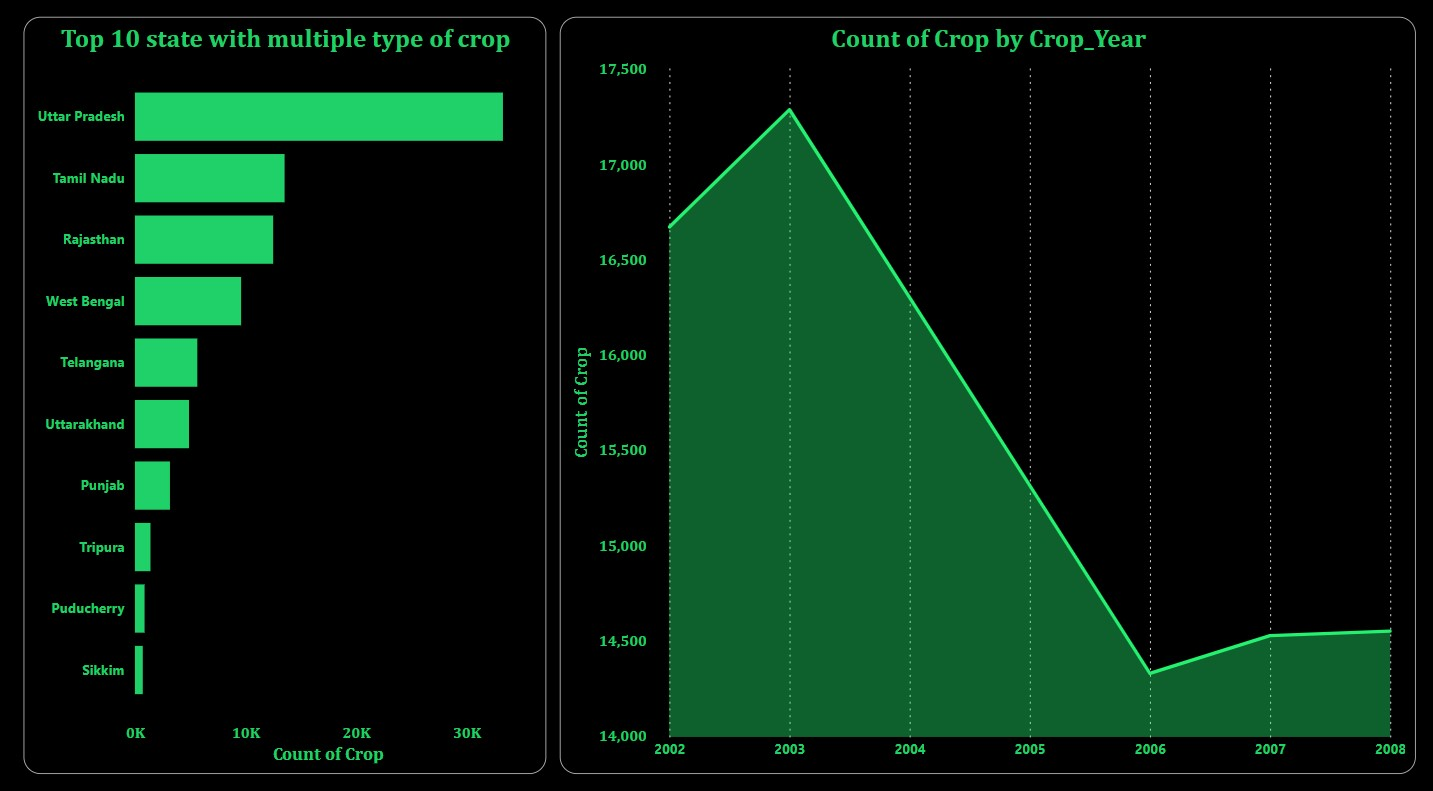 Top 10 state with multiple type of crop
Uttar Pradesh
Tamil Nadu
Rajasthan
West Bengal
Telangana
Uttarakhand
Punjab
Tripura
Puducherry
Sikkim
0K 10K 20K 30K
Count of Crop
Count of Crop by Crop_Year
Count of Crop
17,500
17,000
16,500
16,000
15,500
15,000
14,500
14,000
2002 2003 2004 2005 2006 2007 2008